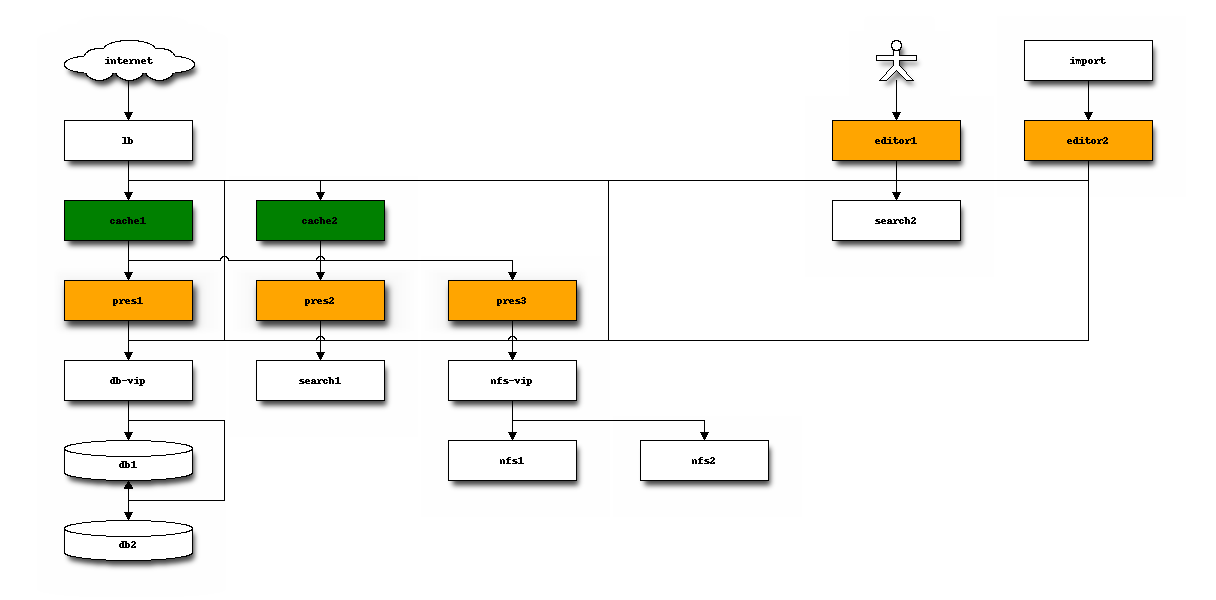 internet
import
lb
editor1
editor2
cache1
cache2
search2
pres1
pres2
pres3
db-vip
search1
nfs-vip
db1
nfs1
nfs2
db2